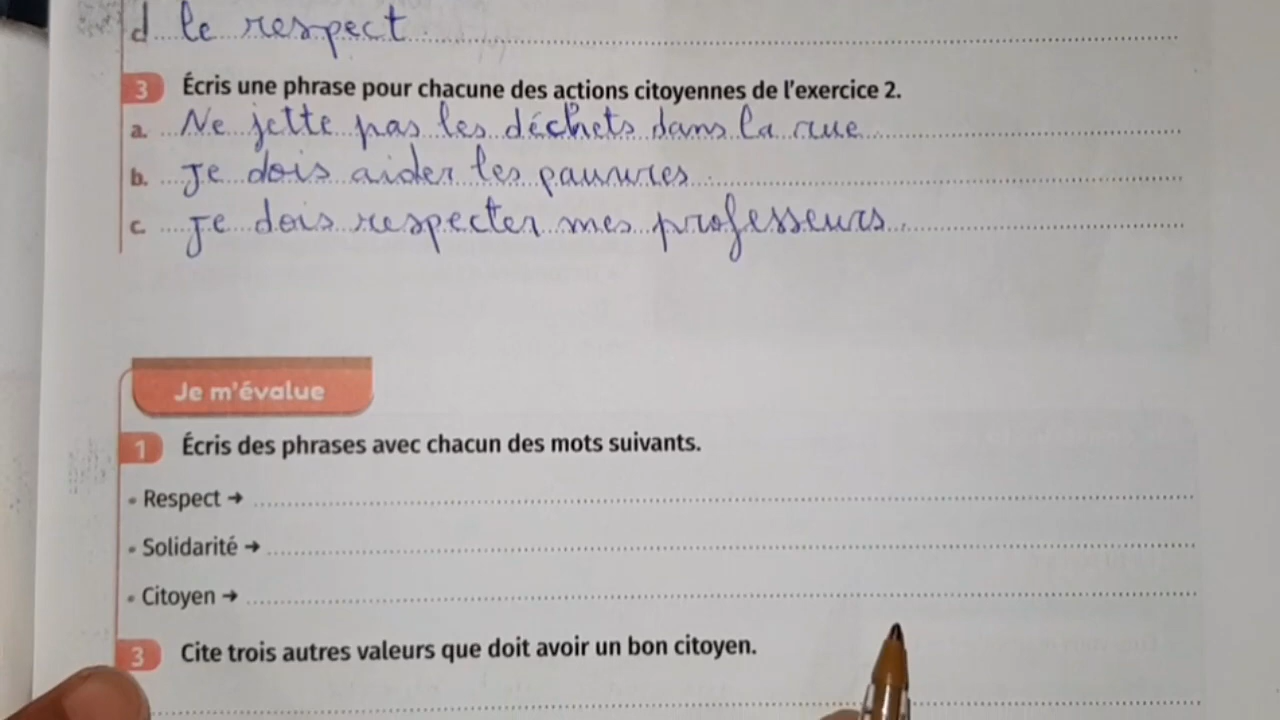 d. le respect
3 Écris une phrase pour chacune des actions citoyennes de l'exercice 2.
a. Ne jette pas les déchets dans la rue
b. Je dois aider les pauvres
c. Je dois respecter mes professeurs
Je m'évalue
1 Écris des phrases avec chacun des mots suivants.
• Respect →
• Solidarité →
• Citoyen →
3 Cite trois autres valeurs que doit avoir un bon citoyen.